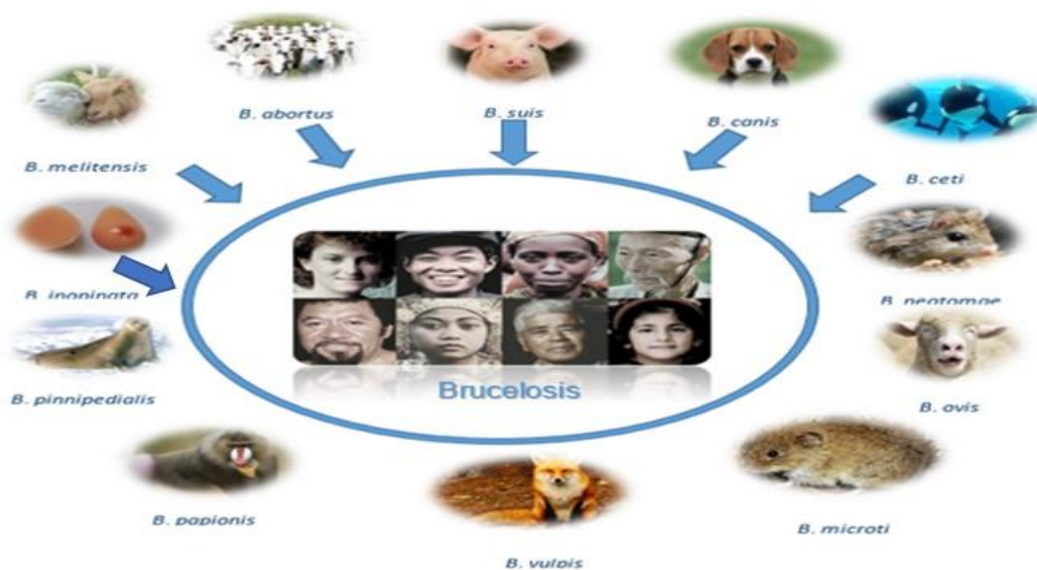 B. abortus
B. suis
B. canis
B. melitensis
B. ceti
B. inopinata
B. neotomae
B. pinnipedialis
Brucelosis
B. ovis
B. papionis
B. microti
B. vulpis